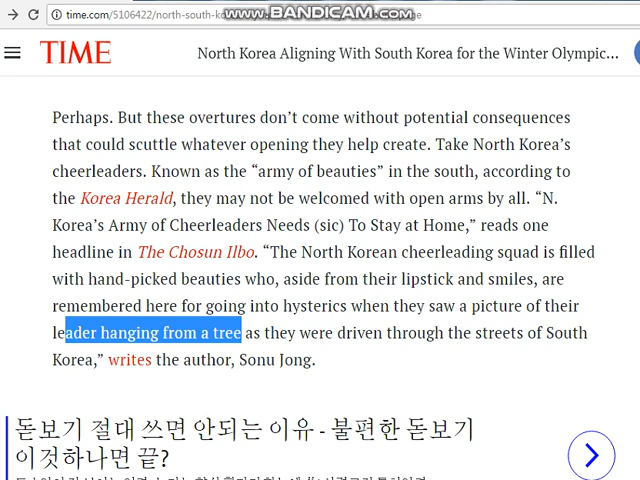 time.com/5106422/north-south-ko
www.BANDICAM.com
ge
TIME
North Korea Aligning With South Korea for the Winter Olympic...
Perhaps. But these overtures don’t come without potential consequences
that could scuttle whatever opening they help create. Take North Korea’s
cheerleaders. Known as the “army of beauties” in the south, according to
the Korea Herald, they may not be welcomed with open arms by all. “N.
Korea’s Army of Cheerleaders Needs (sic) To Stay at Home,” reads one
headline in The Chosun Ilbo. “The North Korean cheerleading squad is filled
with hand-picked beauties who, aside from their lipstick and smiles, are
remembered here for going into hysterics when they saw a picture of their
leader hanging from a tree as they were driven through the streets of South
Korea,” writes the author, Sonu Jong.
돋보기 절대 쓰면 안되는 이유 - 불편한 돋보기
이것하나면 끝?